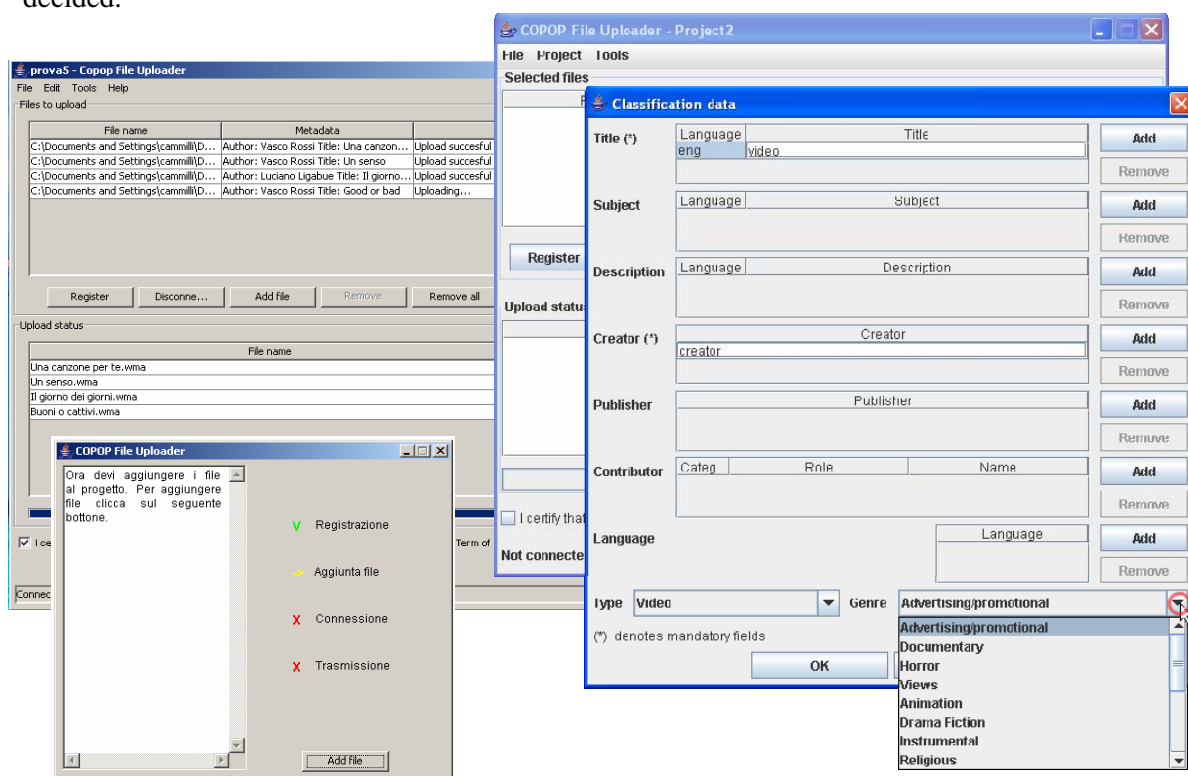 decided.
prova5 - Copop File Uploader
File Edit Tools Help
Files to upload
File name Metadata
C:\Documents and Settings\cammilli\D... Author: Vasco Rossi Title: Una canzon... Upload succesful
C:\Documents and Settings\cammilli\D... Author: Vasco Rossi Title: Un senso Upload succesful
C:\Documents and Settings\cammilli\D... Author: Luciano Ligabue Title: Il giorno... Upload succesful
C:\Documents and Settings\cammilli\D... Author: Vasco Rossi Title: Good or bad Uploading...
Register Disconne... Add file Remove Remove all
Upload status
File name
Una canzone per te.wma
Un senso.wma
Il giorno dei giorni.wma
Buoni o cattivi.wma
I ce
Term of
Connec
COPOP File Uploader
Ora devi aggiungere i file
al progetto. Per aggiungere
file clicca sul seguente
bottone.
V Registrazione
-> Aggiunta file
X Connessione
X Trasmissione
Add file
COPOP File Uploader - Project2
File Project Tools
Selected files
F
Register
Upload status
I certify that
Not connecte
Classification data
Title (*) Language Title Add
eng video
Remove
Subject Language Subject Add
Remove
Description Language Description Add
Remove
Creator (*) Creator Add
creator
Remove
Publisher Publisher Add
Remove
Contributor Categ Role Name Add
Remove
Language Language Add
Remove
Type Video Genre Advertising/promotional
(*) denotes mandatory fields
OK
Advertising/promotional
Documentary
Horror
Views
Animation
Drama Fiction
Instrumental
Religious